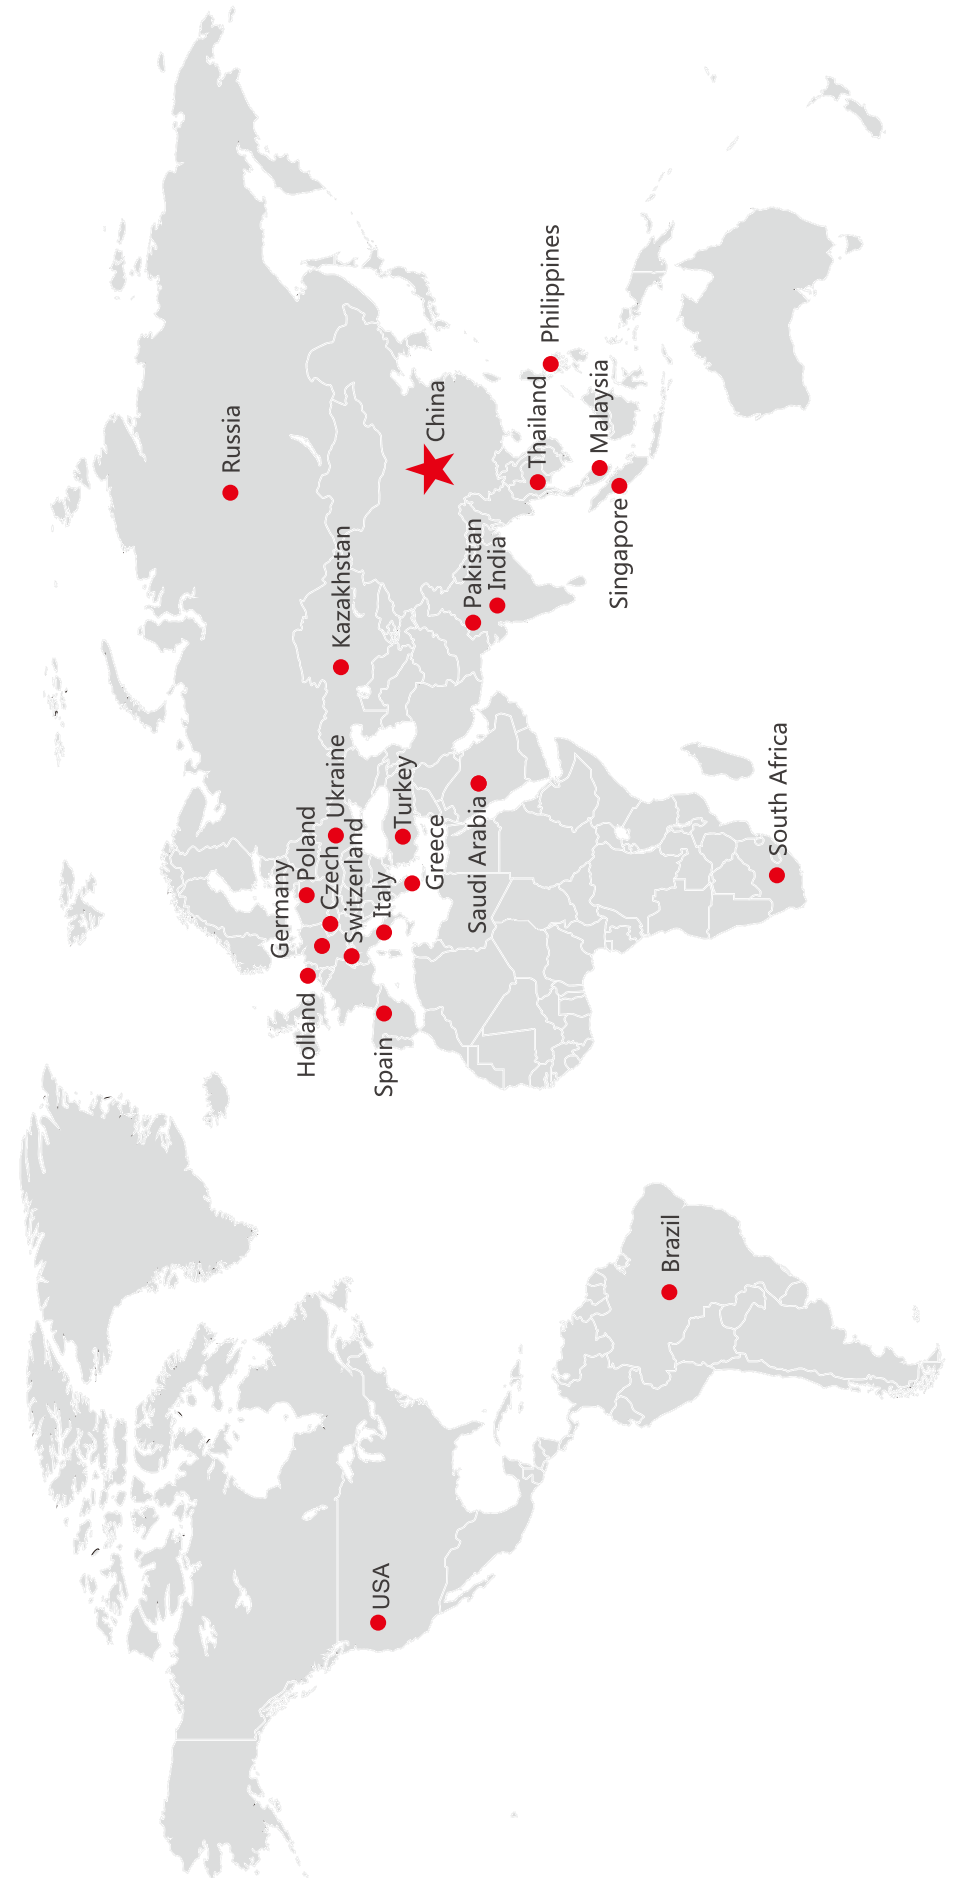 Russia
Germany
Poland
Ukraine
Kazakhstan
Holland
Czech
Switzerland
Spain
Italy
Turkey
Greece
China
USA
Saudi Arabia
Pakistan
India
Thailand
Philippines
Malaysia
Singapore
Brazil
South Africa